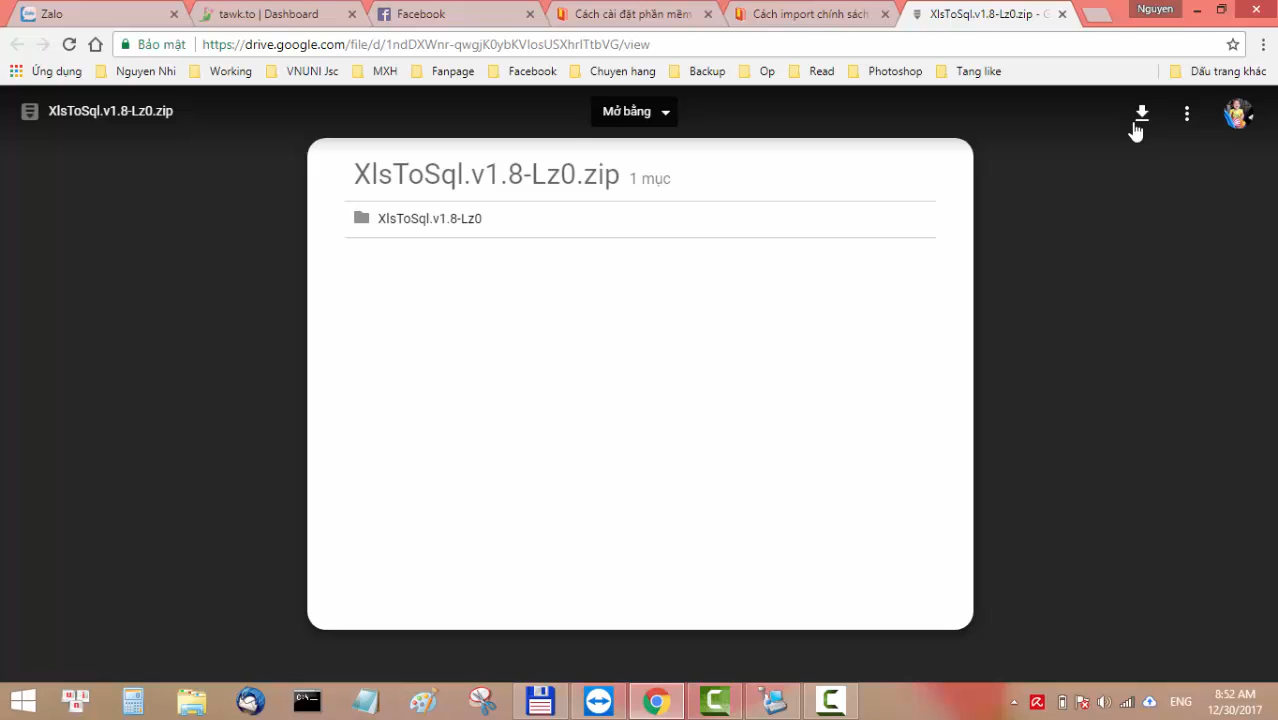 Zalo
tawk.to | Dashboard
Facebook
Cách cài đặt phần mềm
Cách import chính sách
XlsToSql.v1.8-Lz0.zip - G
Nguyen
Bảo mật
https://drive.google.com/file/d/1ndDXWnr-qwgjK0ybKVlosUSXhrlTtbVG/view
Ứng dụng
Nguyen Nhi
Working
VNUNI Jsc
MXH
Fanpage
Facebook
Chuyen hang
Backup
Op
Read
Photoshop
Tang like
Dấu trang khác
XlsToSql.v1.8-Lz0.zip
Mở bằng
XlsToSql.v1.8-Lz0.zip 1 mục
XlsToSql.v1.8-Lz0
ENG
8:52 AM
12/30/2017